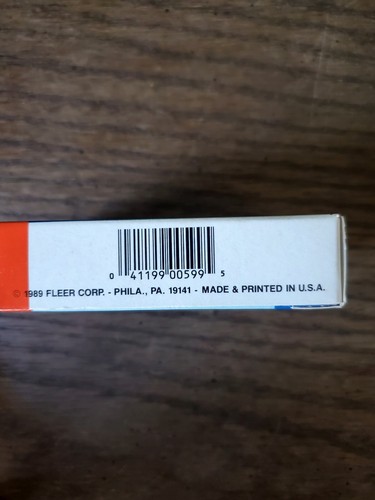 0 41199 00599 5
© 1989 FLEER CORP. - PHILA., PA. 19141 - MADE & PRINTED IN U.S.A.